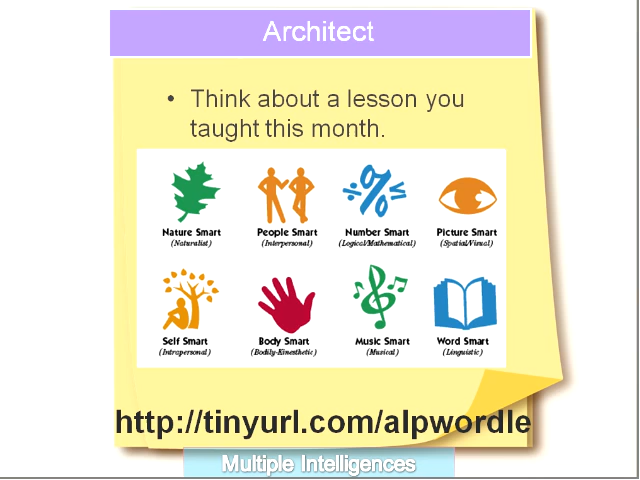 Architect
• Think about a lesson you
taught this month.
Nature Smart People Smart Number Smart Picture Smart
(Naturalist) (Interpersonal) (Logical/Mathematical) (Spatial/Visual)
Self Smart Body Smart Music Smart Word Smart
(Intrapersonal) (Bodily-Kinesthetic) (Musical) (Linguistic)
http://tinyurl.com/alpwordle
Multiple Intelligences